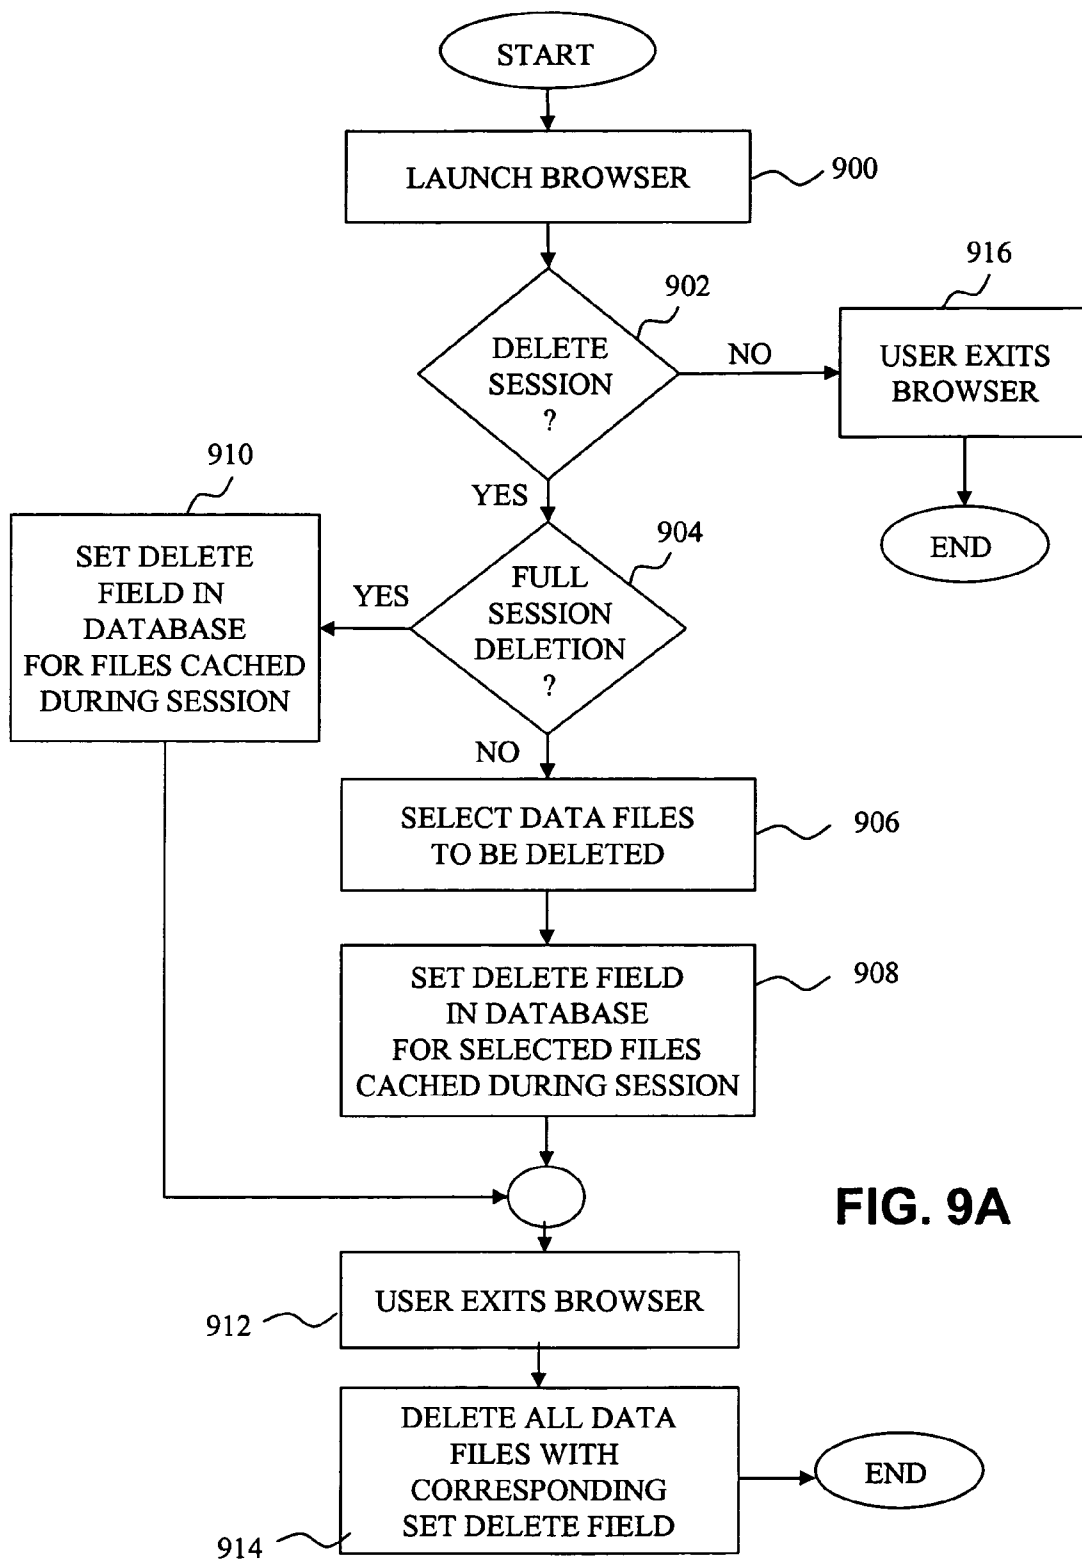 START
LAUNCH BROWSER
900
902
916
DELETE
SESSION
?
NO
USER EXITS
BROWSER
910
YES
904
END
SET DELETE
FIELD IN
DATABASE
FOR FILES CACHED
DURING SESSION
YES
FULL
SESSION
DELETION
?
NO
SELECT DATA FILES
TO BE DELETED
906
SET DELETE FIELD
IN DATABASE
FOR SELECTED FILES
CACHED DURING SESSION
908
FIG. 9A
USER EXITS BROWSER
912
DELETE ALL DATA
FILES WITH
CORRESPONDING
SET DELETE FIELD
914
END